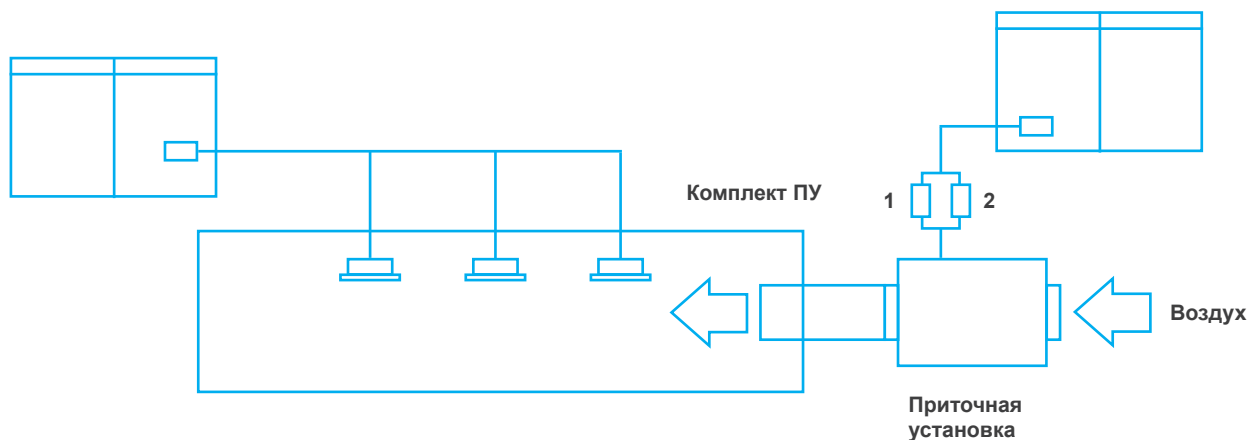 Комплект ПУ
1
2
Воздух
Приточная
установка